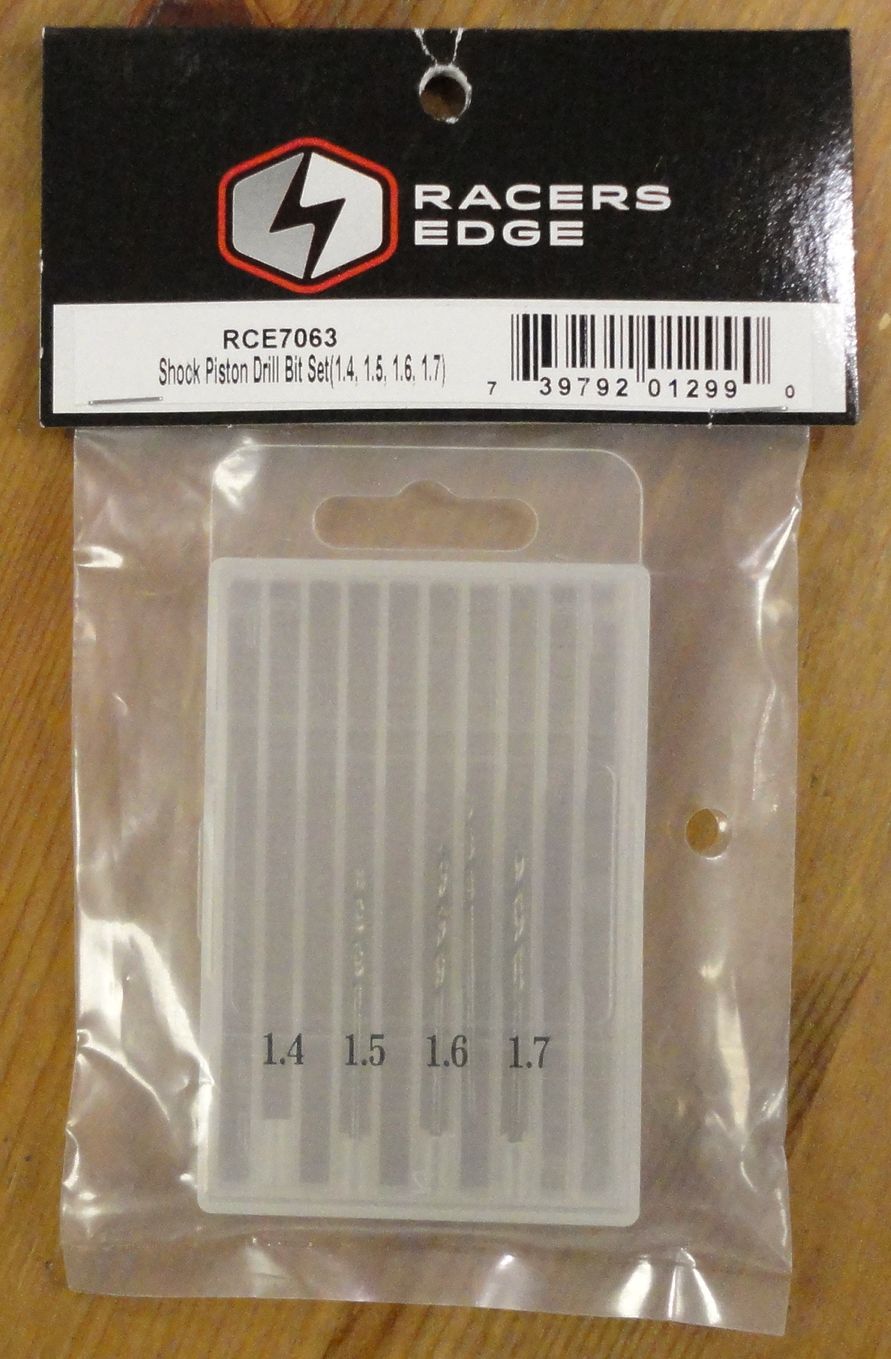 RACERS
EDGE
RCE7063
Shock Piston Drill Bit Set(1.4, 1.5, 1.6, 1.7)
7 39792 01299 0
1.4 1.5 1.6 1.7